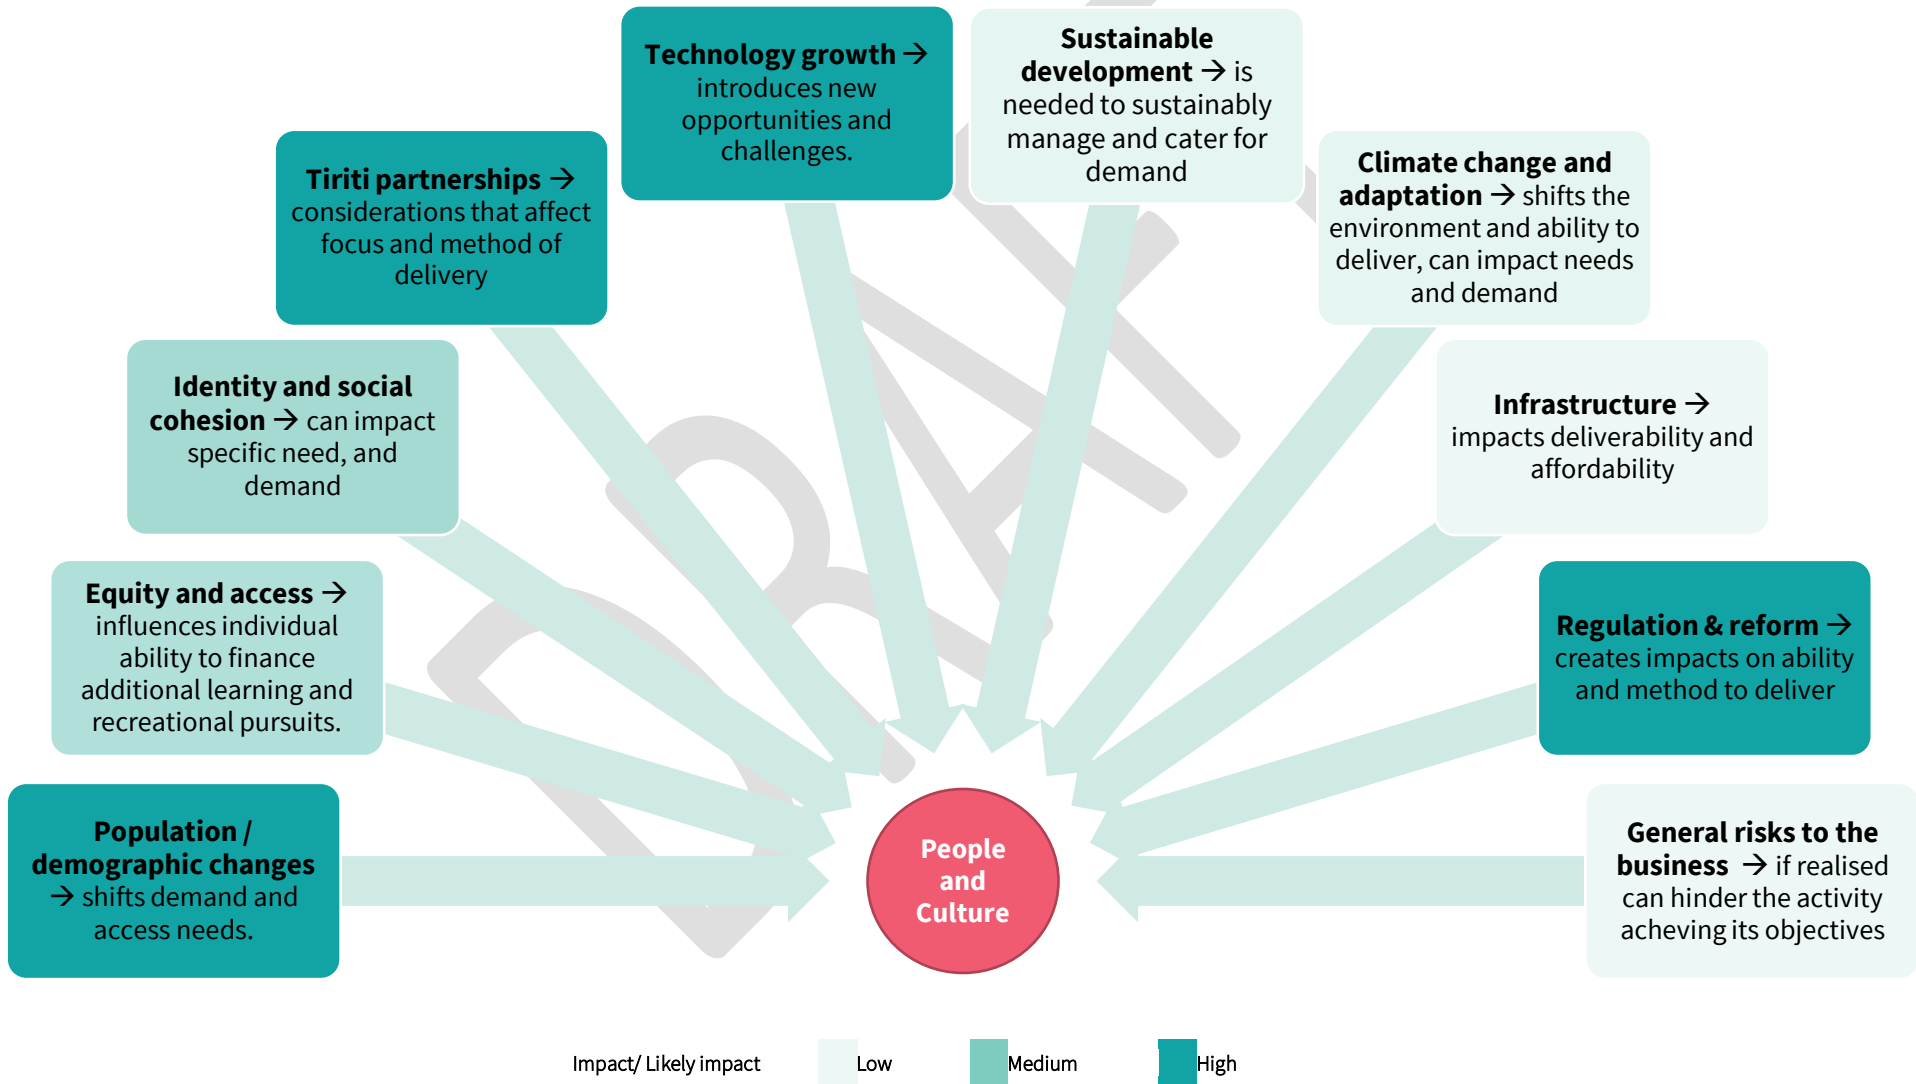 Technology growth →
introduces new
opportunities and
challenges.
Sustainable
development → is
needed to sustainably
manage and cater for
demand
Tiriti partnerships →
considerations that affect
focus and method of
delivery
Climate change and
adaptation → shifts the
environment and ability to
deliver, can impact needs
and demand
Identity and social
cohesion → can impact
specific need, and
demand
Infrastructure →
impacts deliverability and
affordability
Equity and access →
influences individual
ability to finance
additional learning and
recreational pursuits.
Regulation & reform →
creates impacts on ability
and method to deliver
Population /
demographic changes
→ shifts demand and
access needs.
People
and
Culture
General risks to the
business → if realised
can hinder the activity
acheving its objectives
Impact/ Likely impact Low Medium High
DRAFT